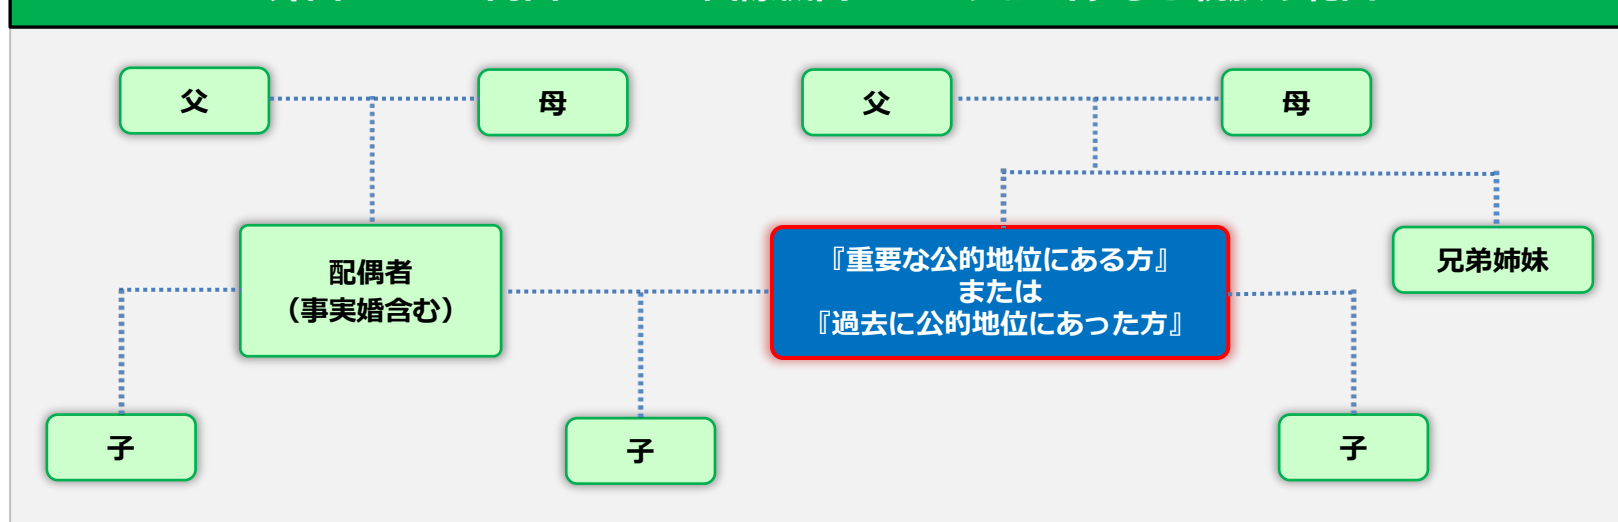 父
母
父
母
配偶者
（事実婚含む）
『重要な公的地位にある方』
または
『過去に公的地位にあった方』
兄弟姉妹
子
子
子